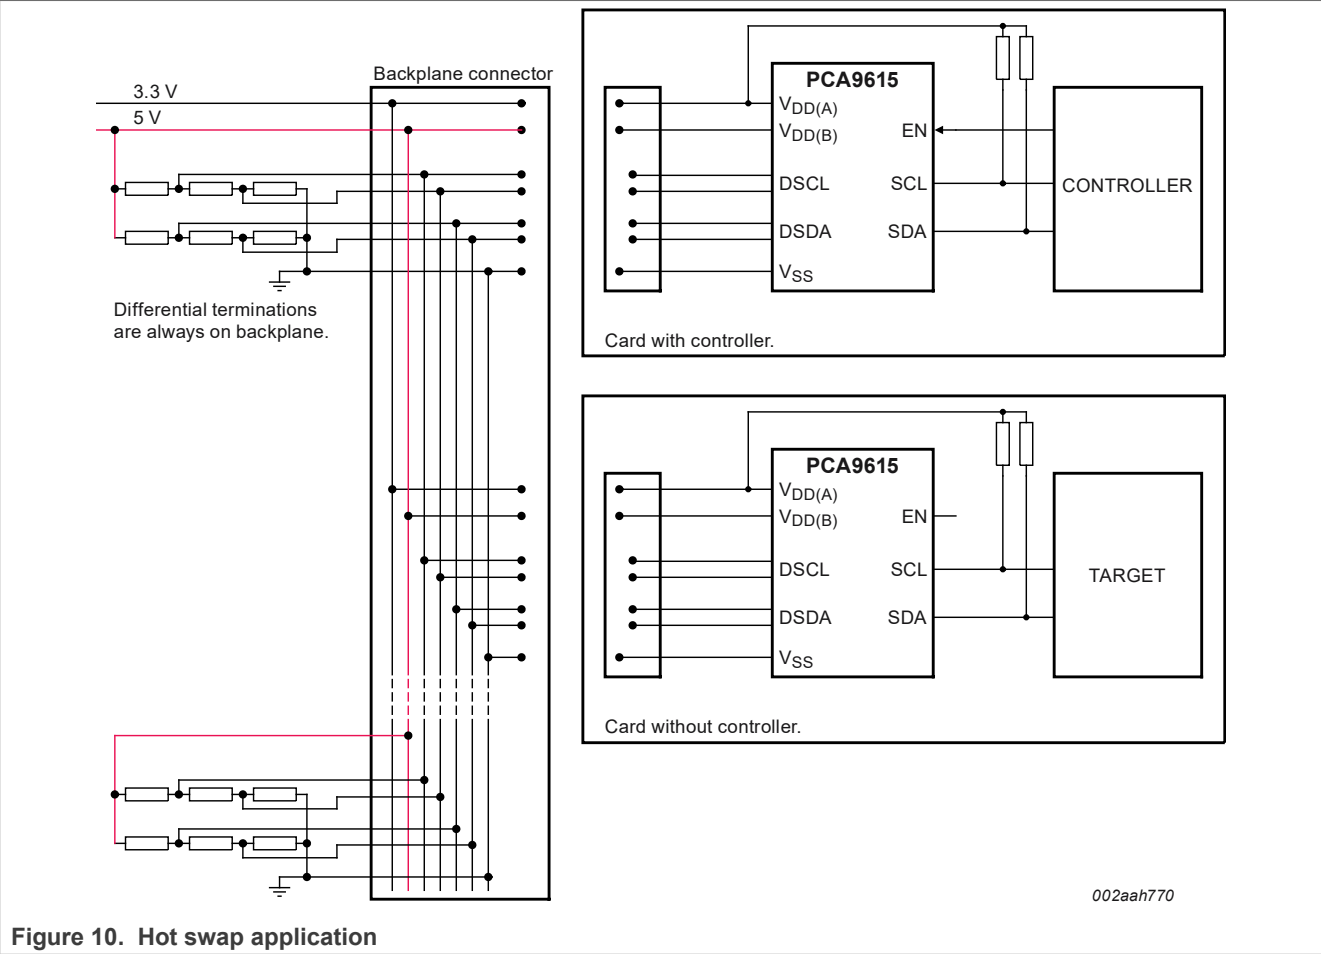 Backplane connector
3.3 V
5 V
Differential terminations
are always on backplane.
PCA9615
VDD(A)
VDD(B)
EN
DSCL
SCL
DSDA
SDA
VSS
CONTROLLER
Card with controller.
PCA9615
VDD(A)
VDD(B)
EN
DSCL
SCL
DSDA
SDA
VSS
TARGET
Card without controller.
002aah770
Figure 10. Hot swap application